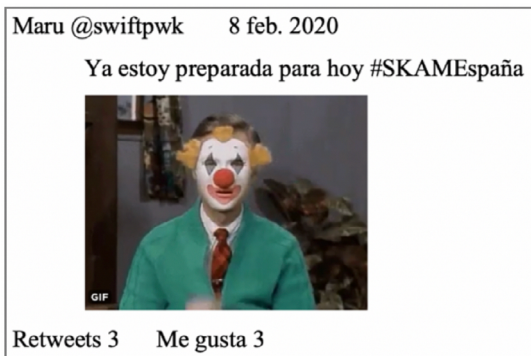 Maru @swiftpwk 8 feb. 2020
Ya estoy preparada para hoy #SKAMEspaña
GIF
Retweets 3 Me gusta 3